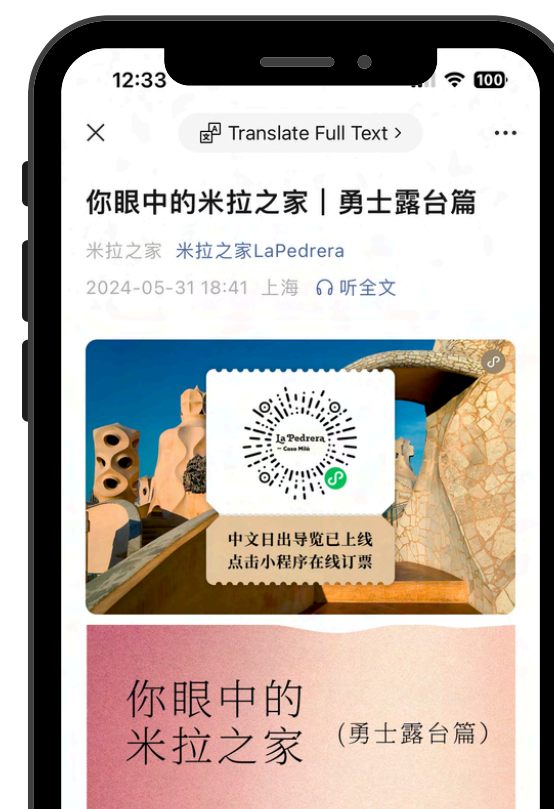 12:33
100
Translate Full Text >
你眼中的米拉之家｜勇士露台篇
米拉之家 米拉之家LaPedrera
2024-05-31 18:41 上海 听全文
La Pedrera
Casa Milà
中文日出导览已上线
点击小程序在线订票
你眼中的
米拉之家
(勇士露台篇)